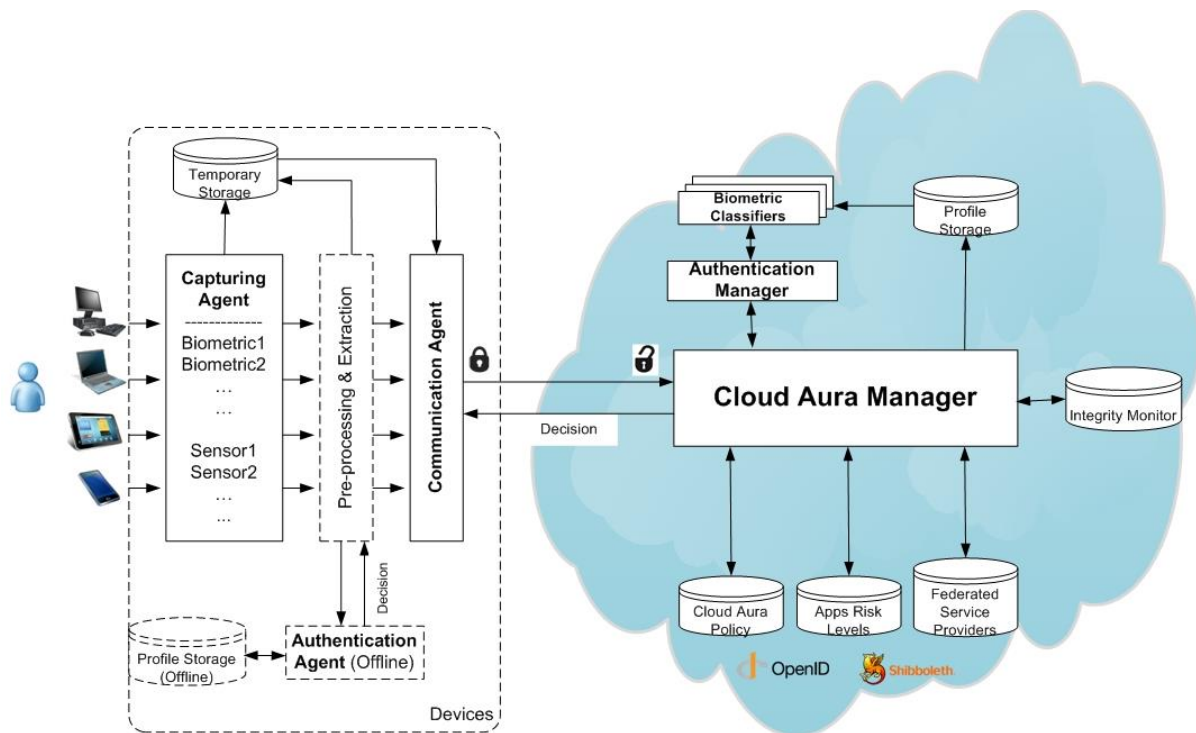 Temporary
Storage
Capturing
Agent
--------------
Biometric1
Biometric2
...
...
Sensor1
Sensor2
...
...
Pre-processing & Extraction
Communication Agent
Decision
Profile Storage
(Offline)
Authentication
Agent (Offline)
Devices
Biometric
Classifiers
Profile
Storage
Authentication
Manager
Cloud Aura Manager
Decision
Integrity Monitor
Cloud Aura
Policy
Apps Risk
Levels
Federated
Service
Providers
OpenID
Shibboleth.